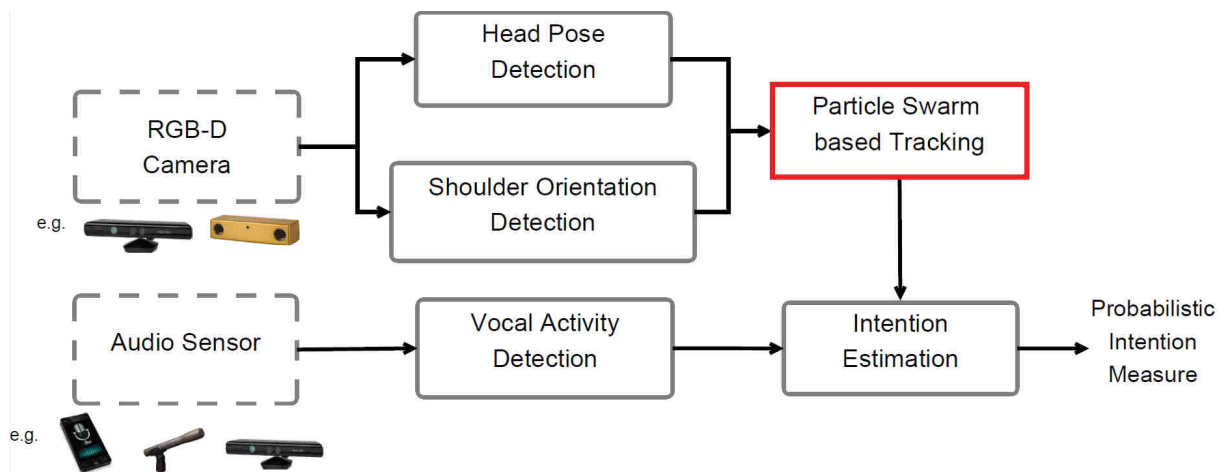 Head Pose
Detection
RGB-D
Camera
Particle Swarm
based Tracking
Shoulder Orientation
Detection
e.g.
Audio Sensor
Vocal Activity
Detection
Intention
Estimation
Probabilistic
Intention
Measure
e.g.